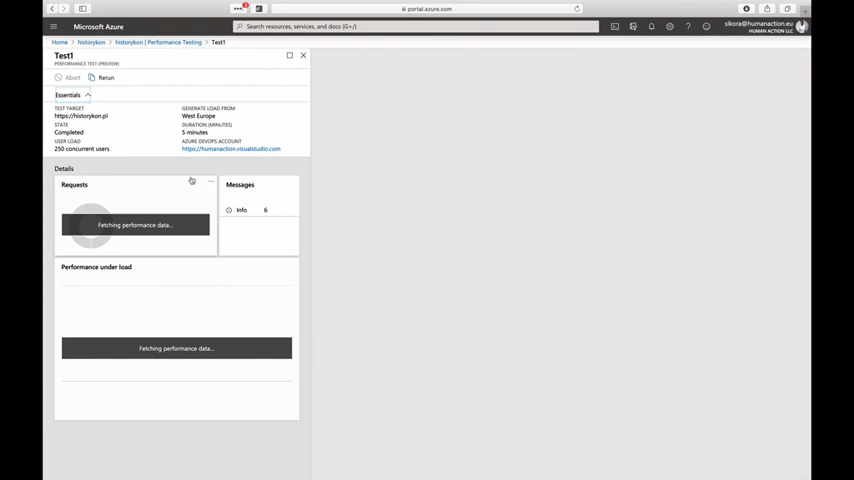 portal.azure.com
Microsoft Azure
Search resources, services, and docs (G+/)
sikora@humanaction.eu
HUMAN ACTION LLC
Home > historykon > historykon | Performance Testing > Test1
Test1
PERFORMANCE TEST (PREVIEW)
Abort Rerun
Essentials
TEST TARGET
https://historykon.pl
STATE
Completed
USER LOAD
250 concurrent users
GENERATE LOAD FROM
West Europe
DURATION (MINUTES)
5 minutes
AZURE DEVOPS ACCOUNT
https://humanaction.visualstudio.com
Details
Requests
...
Fetching performance data...
Messages
Info 6
Performance under load
Fetching performance data...